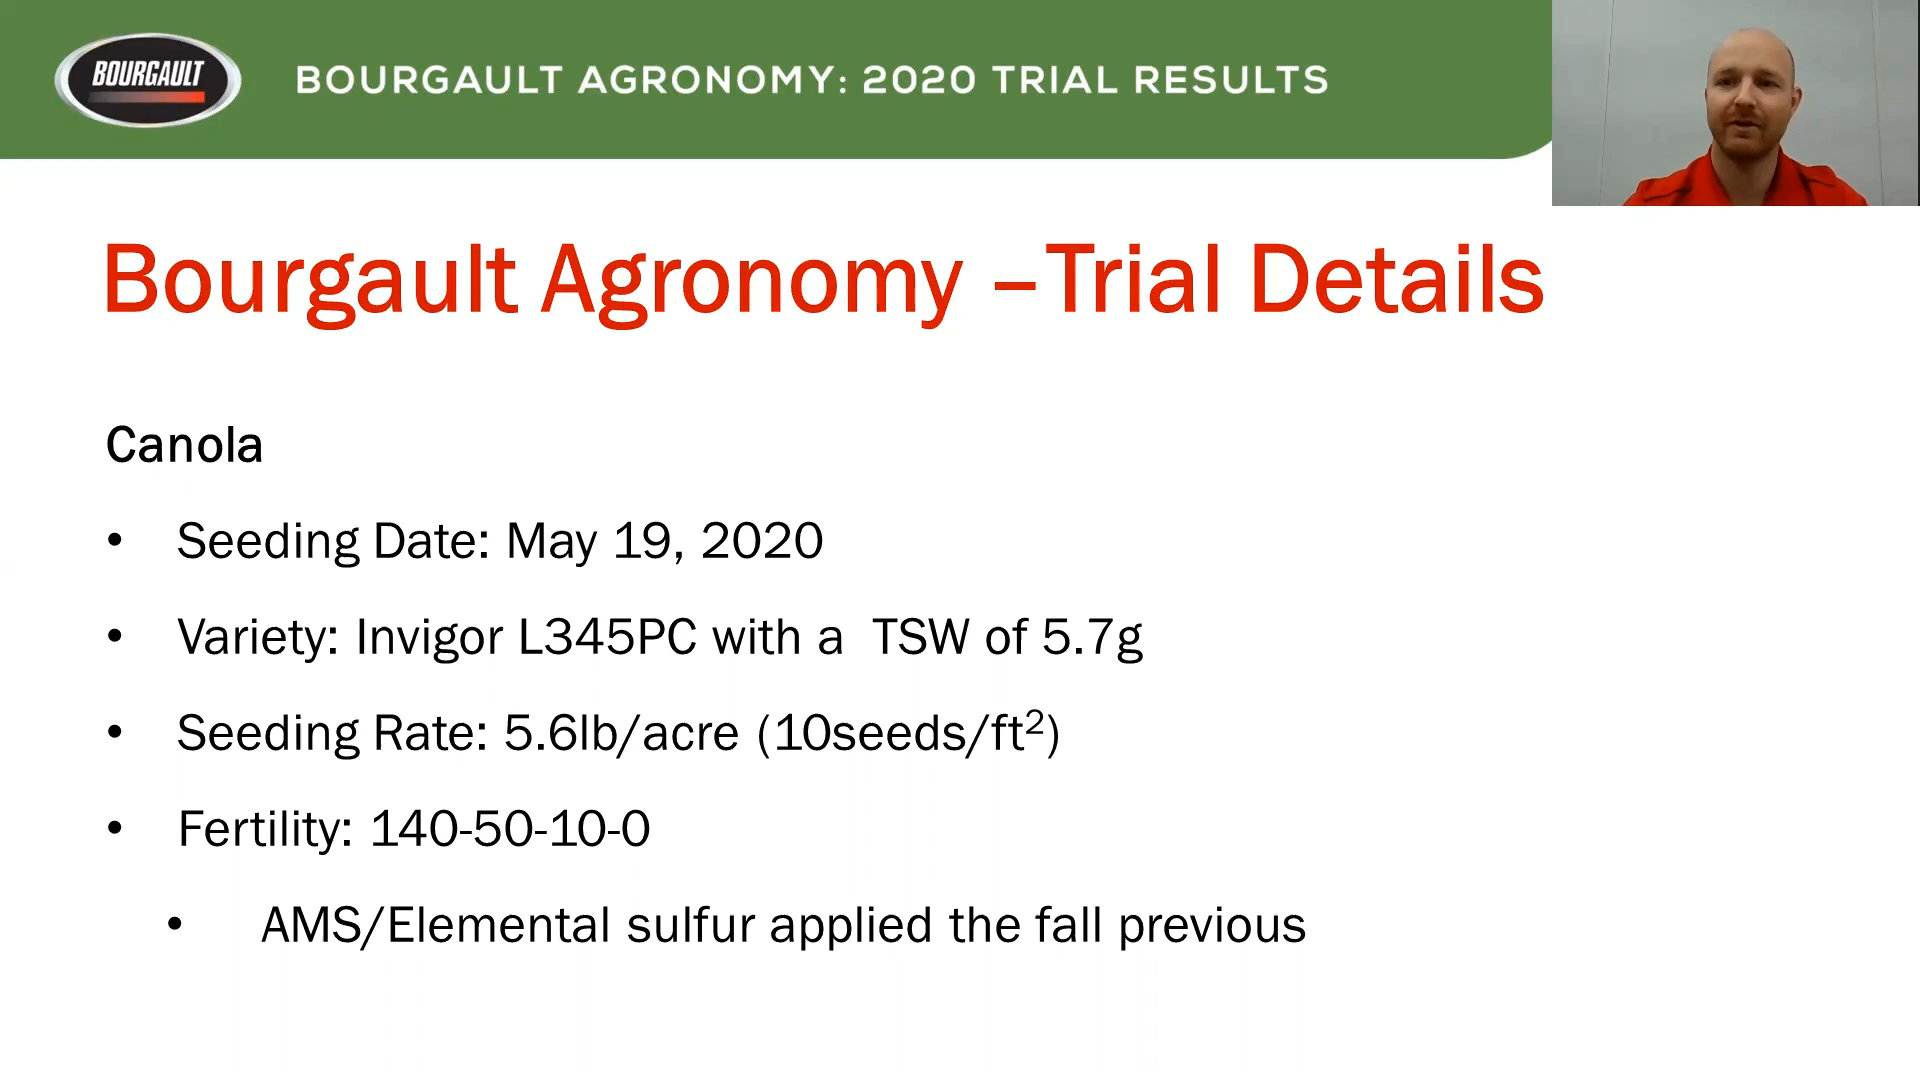 BOURGAULT
BOURGAULT AGRONOMY: 2020 TRIAL RESULTS
Bourgault Agronomy –Trial Details
Canola
• Seeding Date: May 19, 2020
• Variety: Invigor L345PC with a  TSW of 5.7g
• Seeding Rate: 5.6lb/acre (10seeds/ft²)
• Fertility: 140-50-10-0
• AMS/Elemental sulfur applied the fall previous